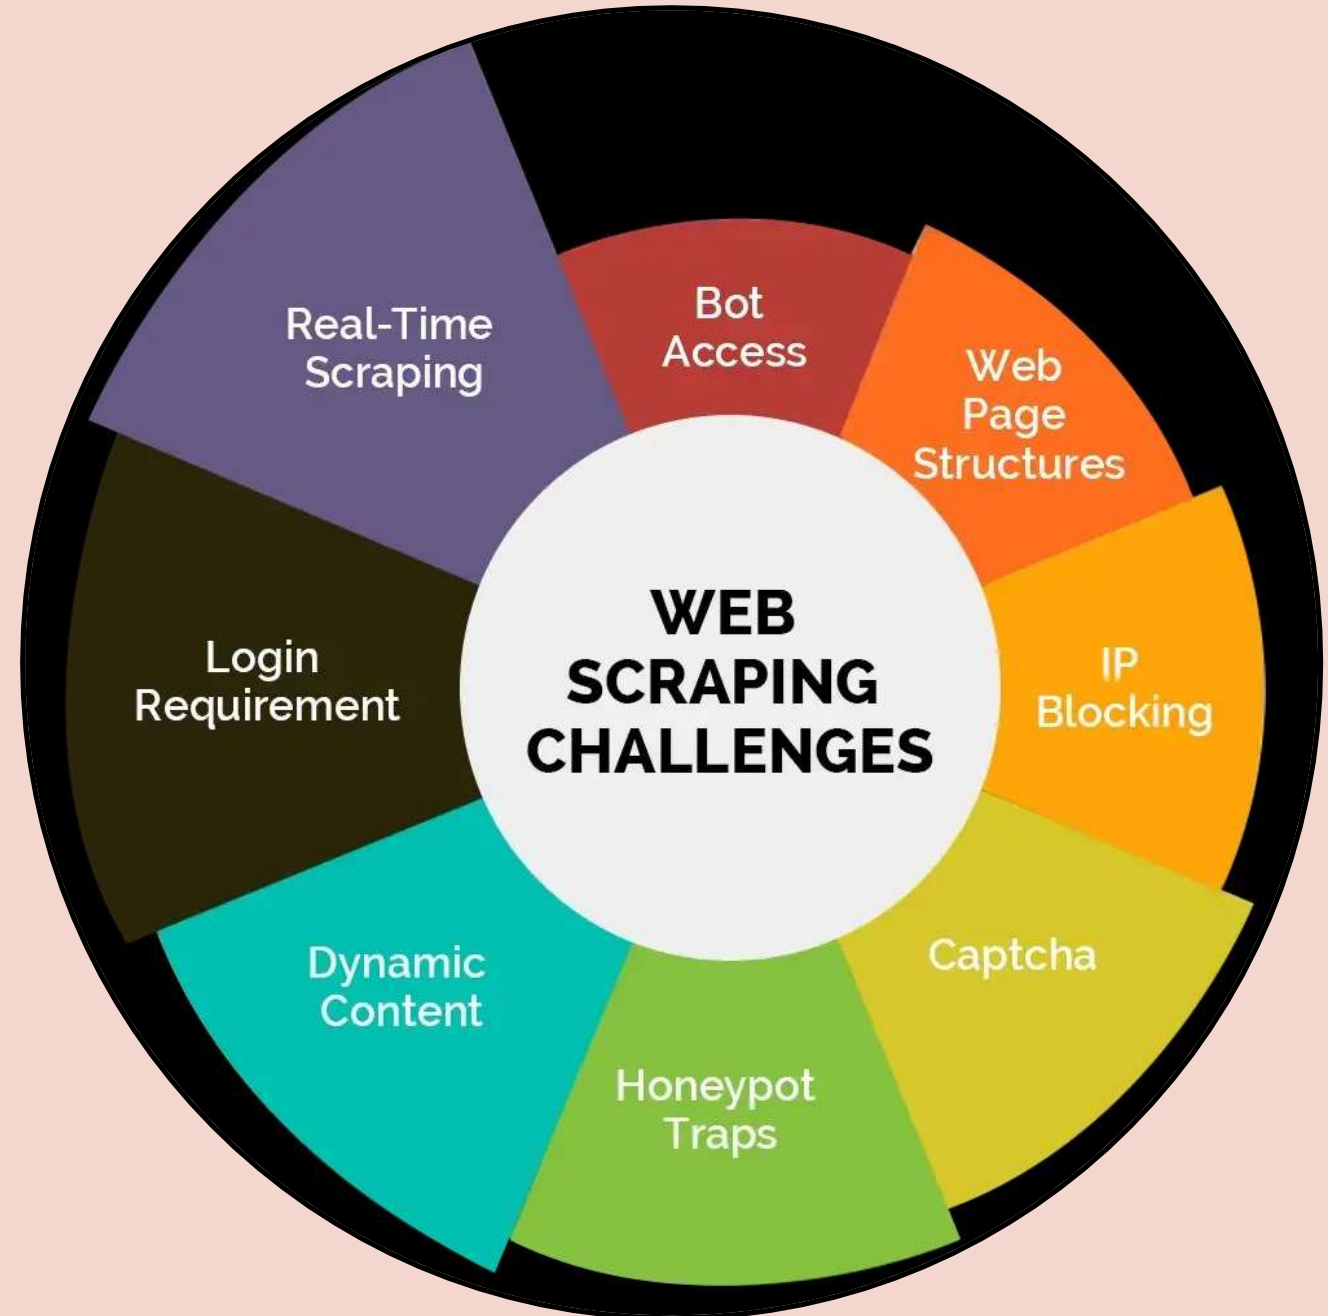 WEB
SCRAPING
CHALLENGES
Bot
Access
Web
Page
Structures
IP
Blocking
Captcha
Honeypot
Traps
Dynamic
Content
Login
Requirement
Real-Time
Scraping